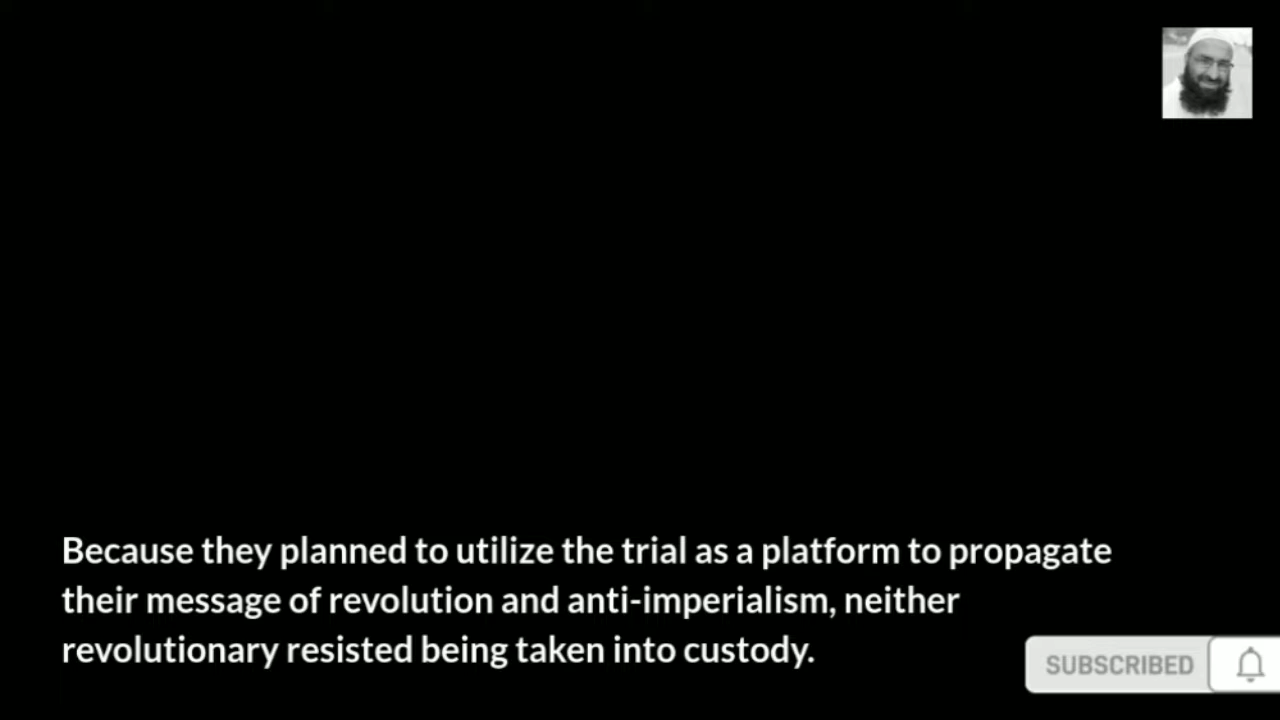 Because they planned to utilize the trial as a platform to propagate
their message of revolution and anti-imperialism, neither
revolutionary resisted being taken into custody.
SUBSCRIBED